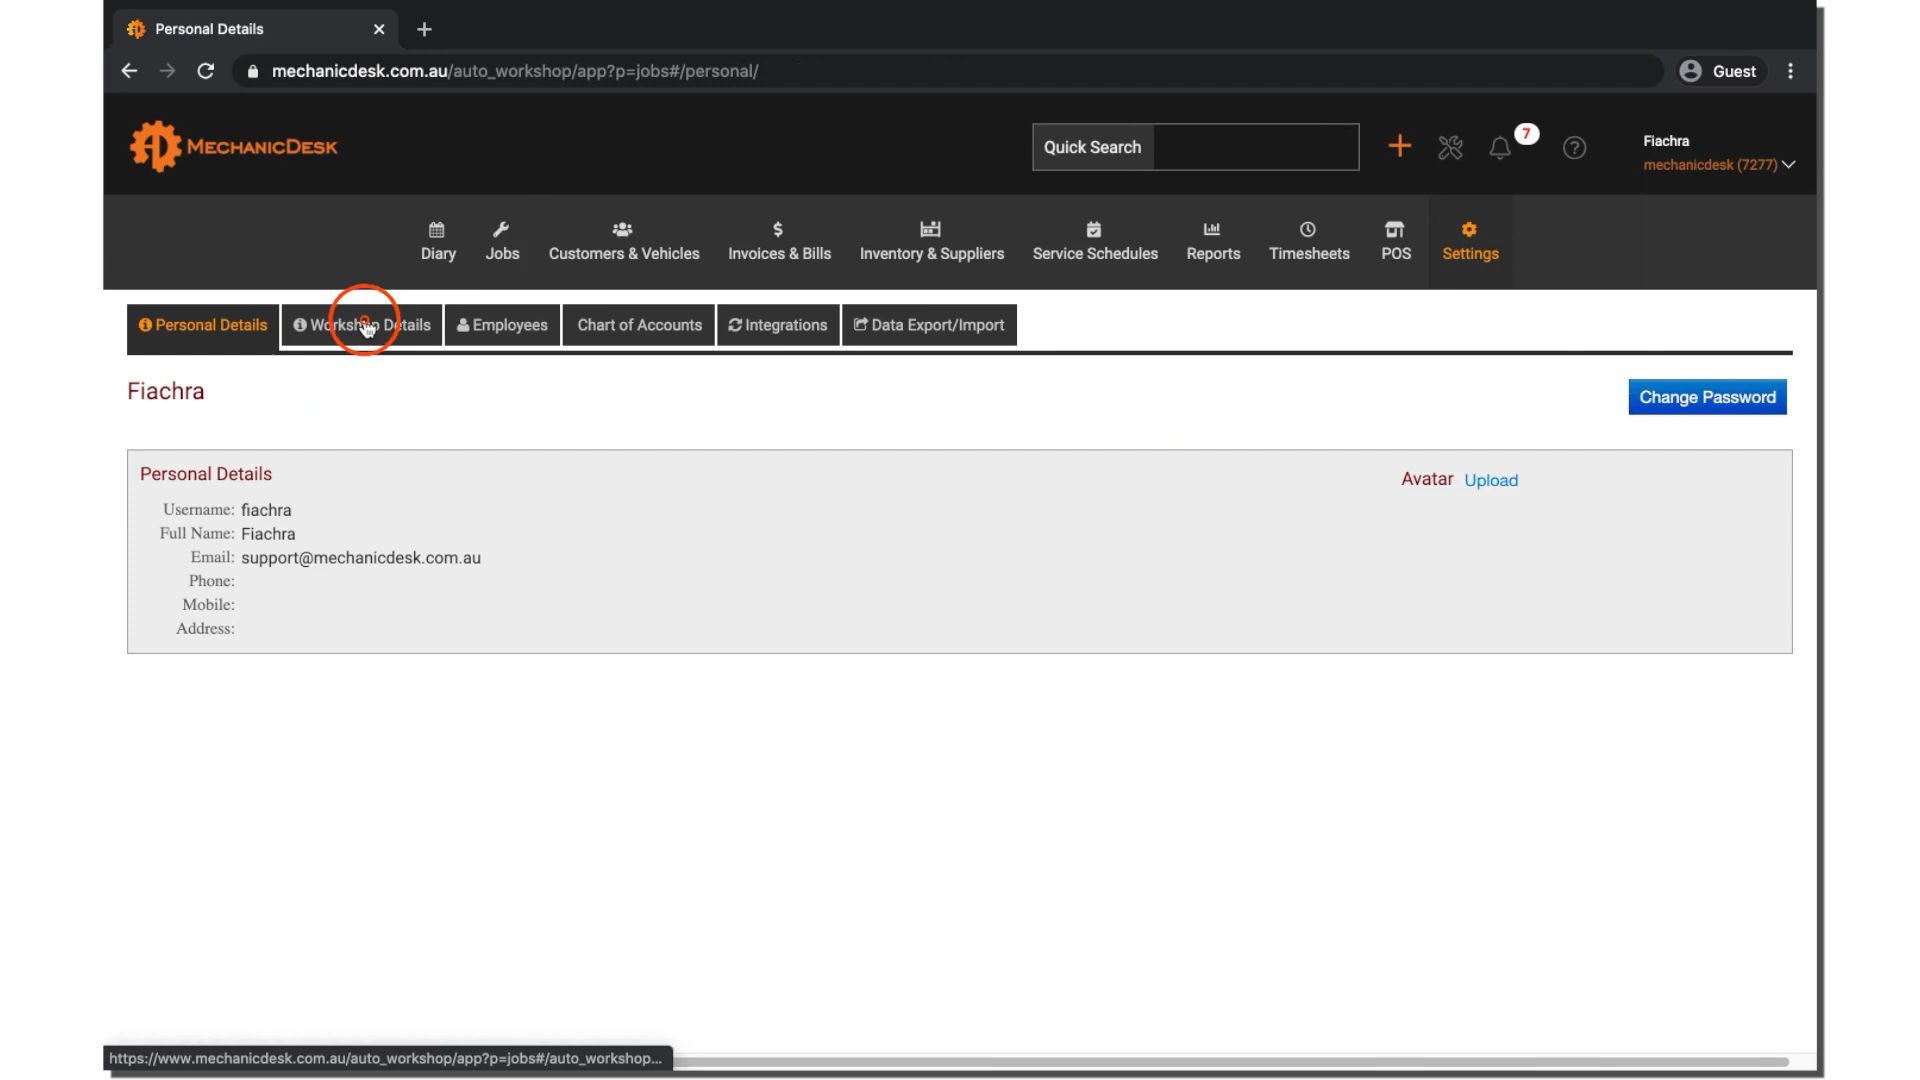 Personal Details
mechanicdesk.com.au/auto_workshop/app?p=jobs#/personal/
Guest
MECHANICDESK
Quick Search
7
Fiachra
mechanicdesk (7277)
Diary
Jobs
Customers & Vehicles
Invoices & Bills
Inventory & Suppliers
Service Schedules
Reports
Timesheets
POS
Settings
Personal Details
Workshop Details
Employees
Chart of Accounts
Integrations
Data Export/Import
Fiachra
Change Password
Personal Details
Avatar Upload
Username: fiachra
Full Name: Fiachra
Email: support@mechanicdesk.com.au
Phone:
Mobile:
Address:
https://www.mechanicdesk.com.au/auto_workshop/app?p=jobs#/auto_workshop...